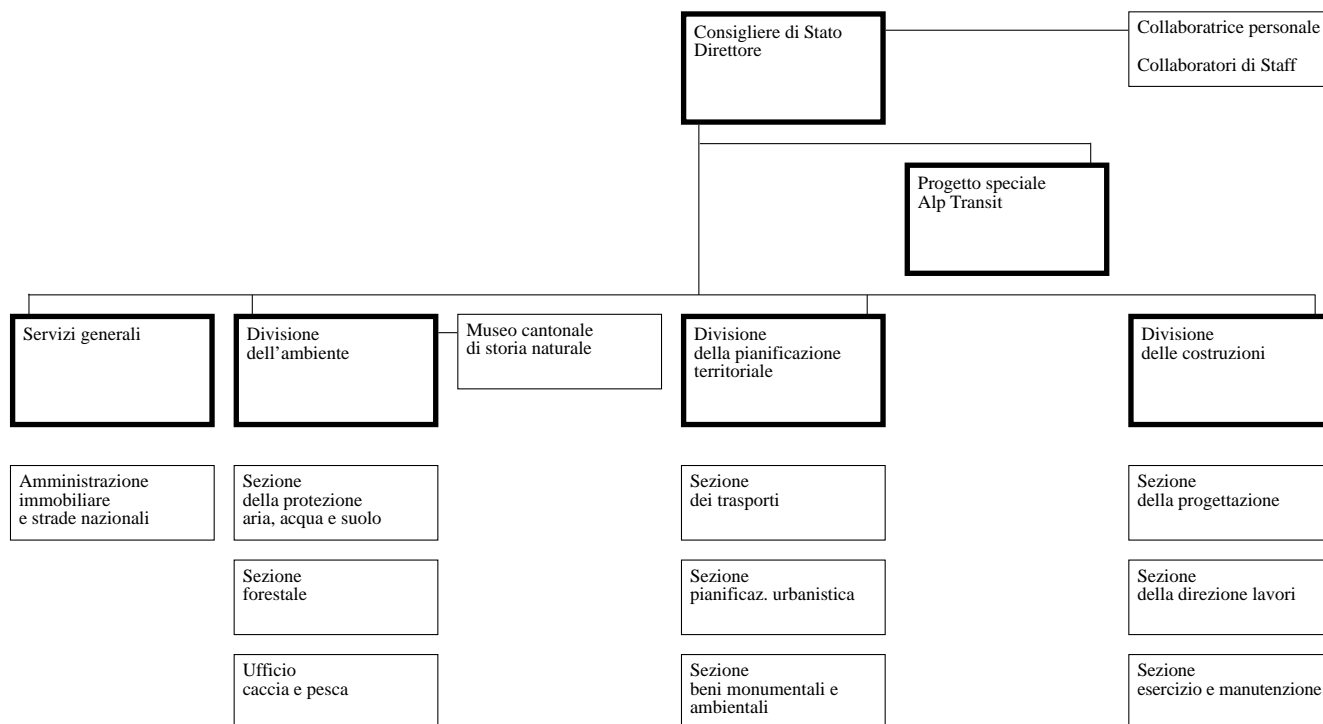 Consigliere di Stato
Direttore
Collaboratrice personale
Collaboratori di Staff
Progetto speciale
Alp Transit
Servizi generali
Divisione
dell'ambiente
Museo cantonale
di storia naturale
Divisione
della pianificazione
territoriale
Divisione
delle costruzioni
Amministrazione
immobiliare
e strade nazionali
Sezione
della protezione
aria, acqua e suolo
Sezione
dei trasporti
Sezione
della progettazione
Sezione
forestale
Sezione
pianificaz. urbanistica
Sezione
della direzione lavori
Ufficio
caccia e pesca
Sezione
beni monumentali e
ambientali
Sezione
esercizio e manutenzione